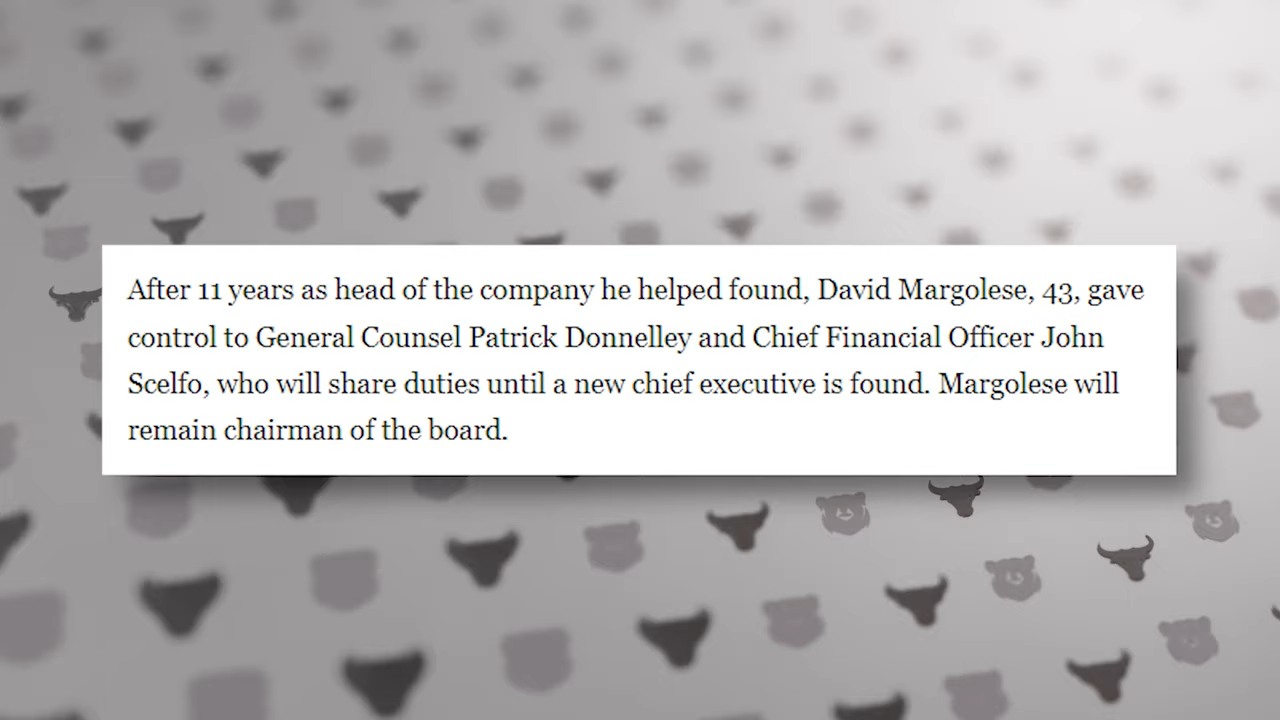 After 11 years as head of the company he helped found, David Margolese, 43, gave
control to General Counsel Patrick Donnelley and Chief Financial Officer John
Scelfo, who will share duties until a new chief executive is found. Margolese will
remain chairman of the board.